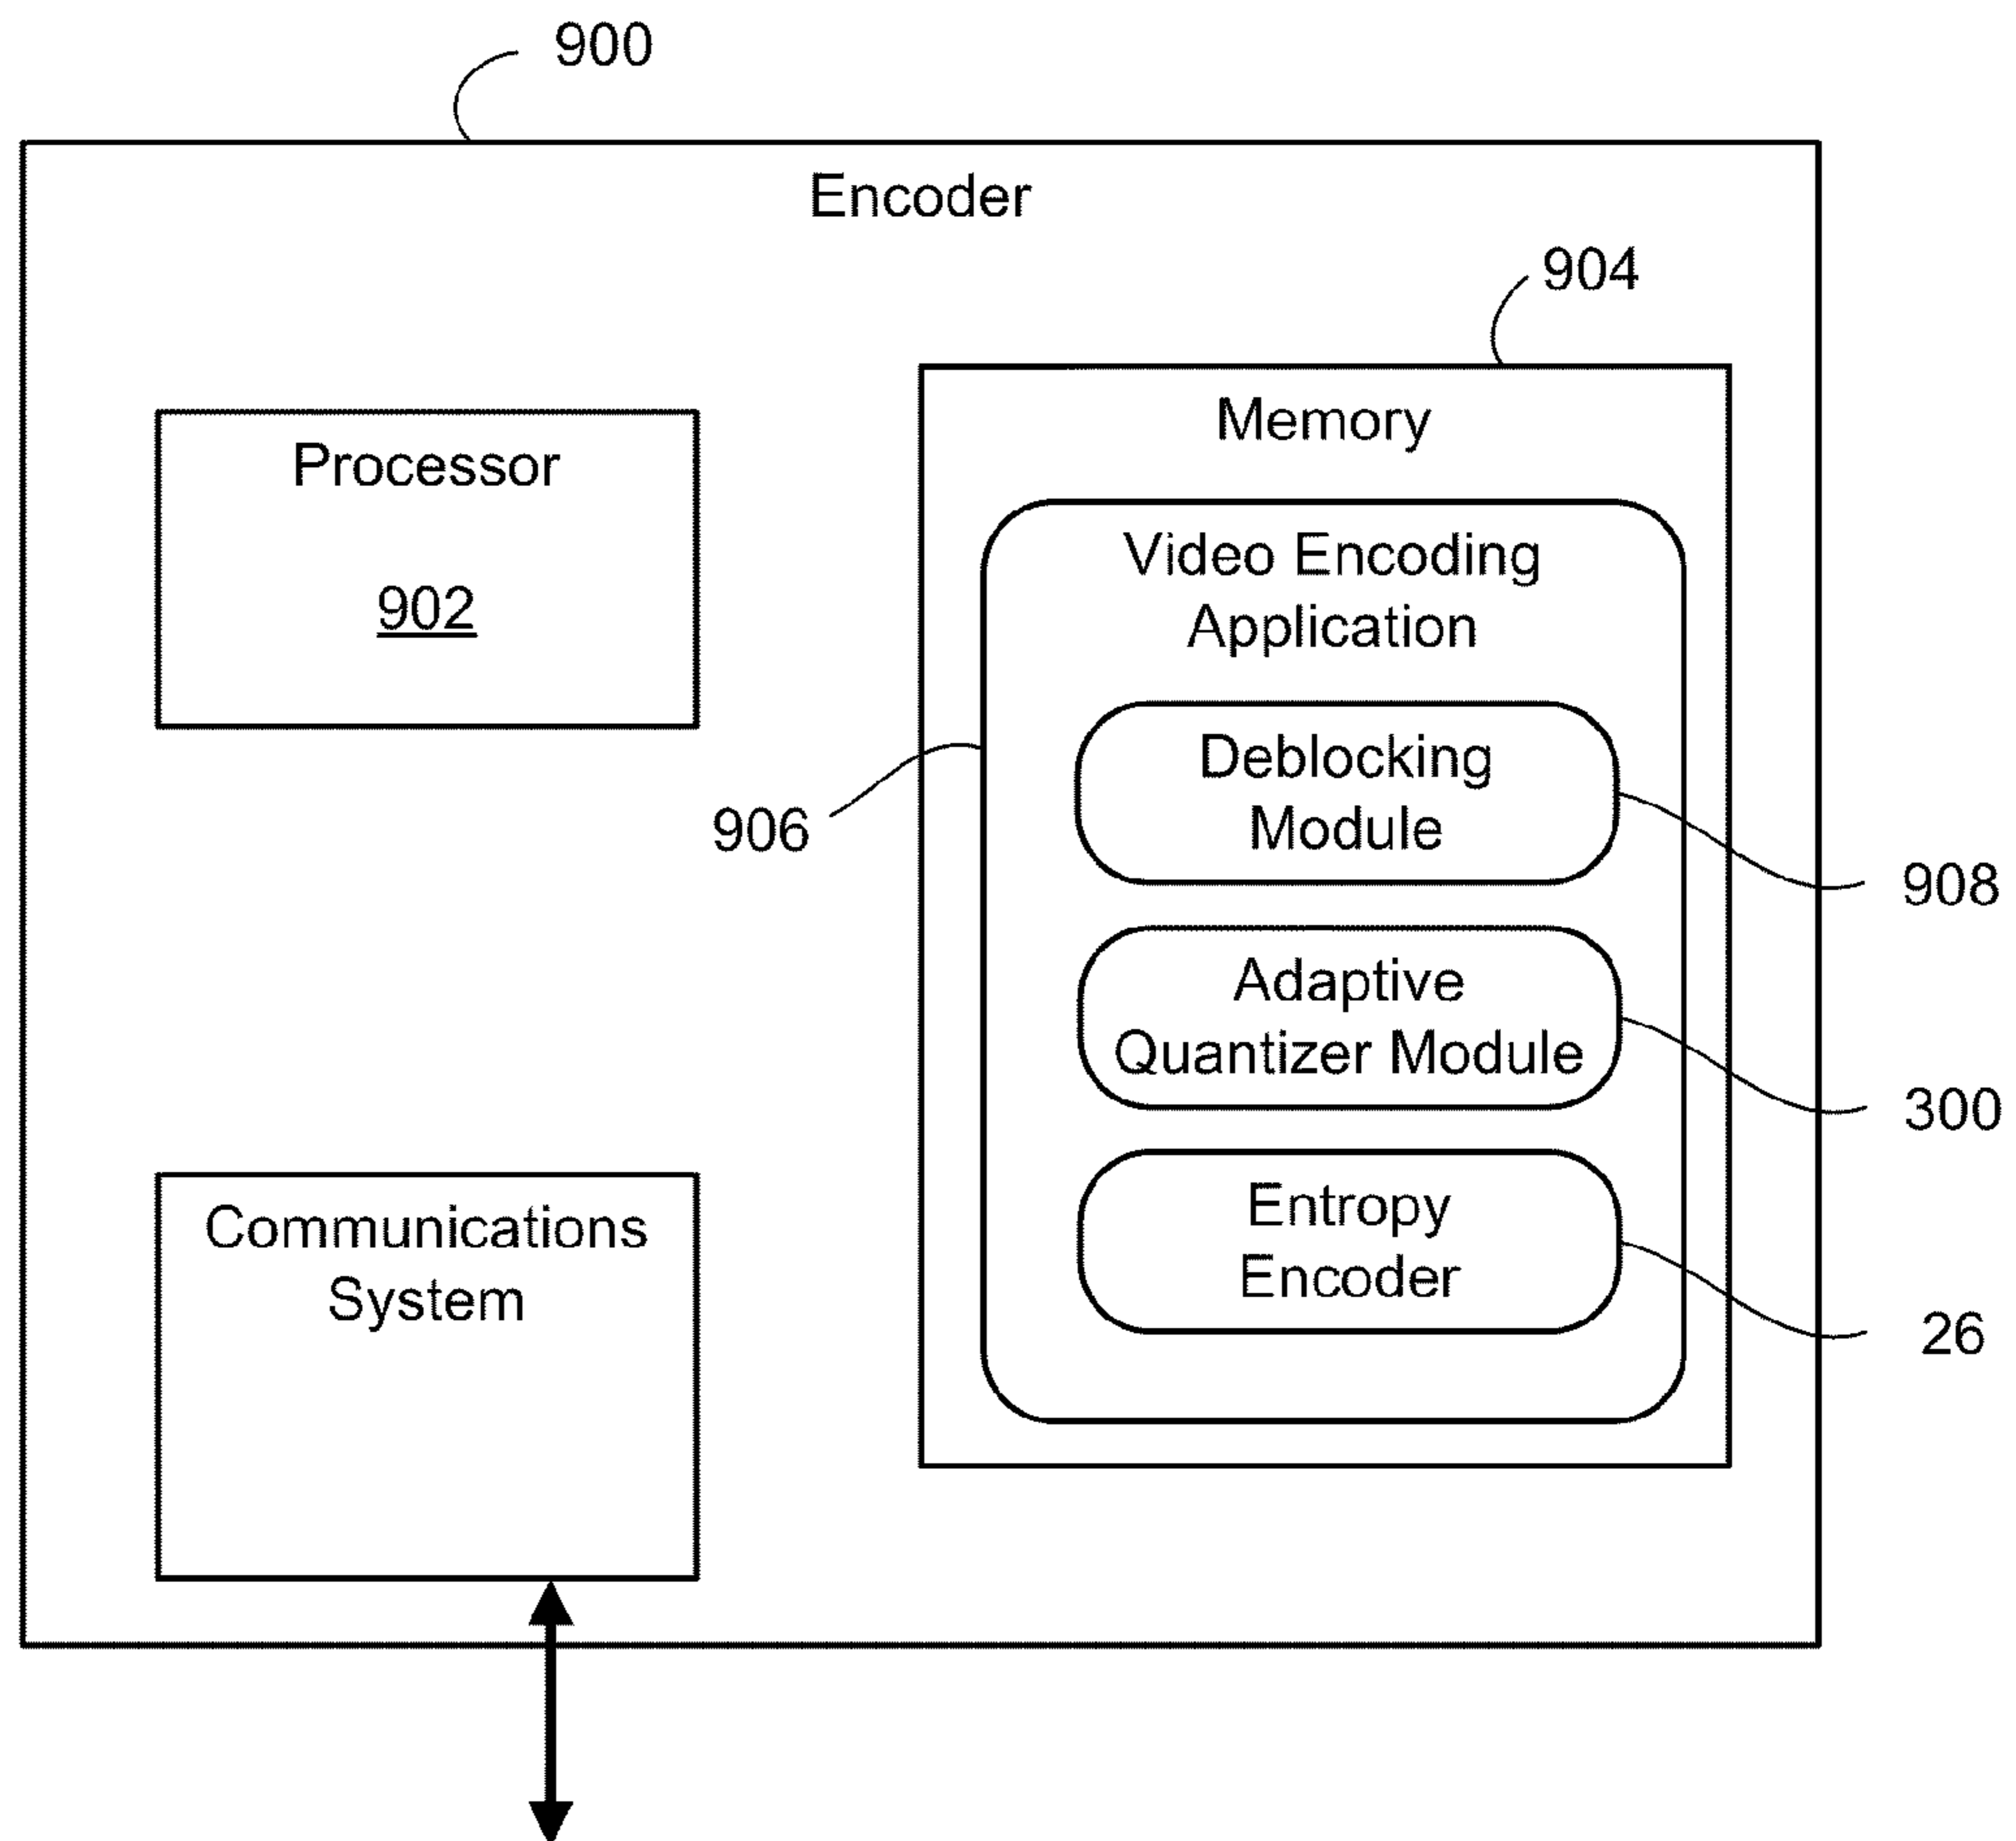 900
Encoder
904
Memory
Processor
902
Video Encoding
Application
Deblocking
Module
906
908
Adaptive
Quantizer Module
300
Entropy
Encoder
26
Communications
System